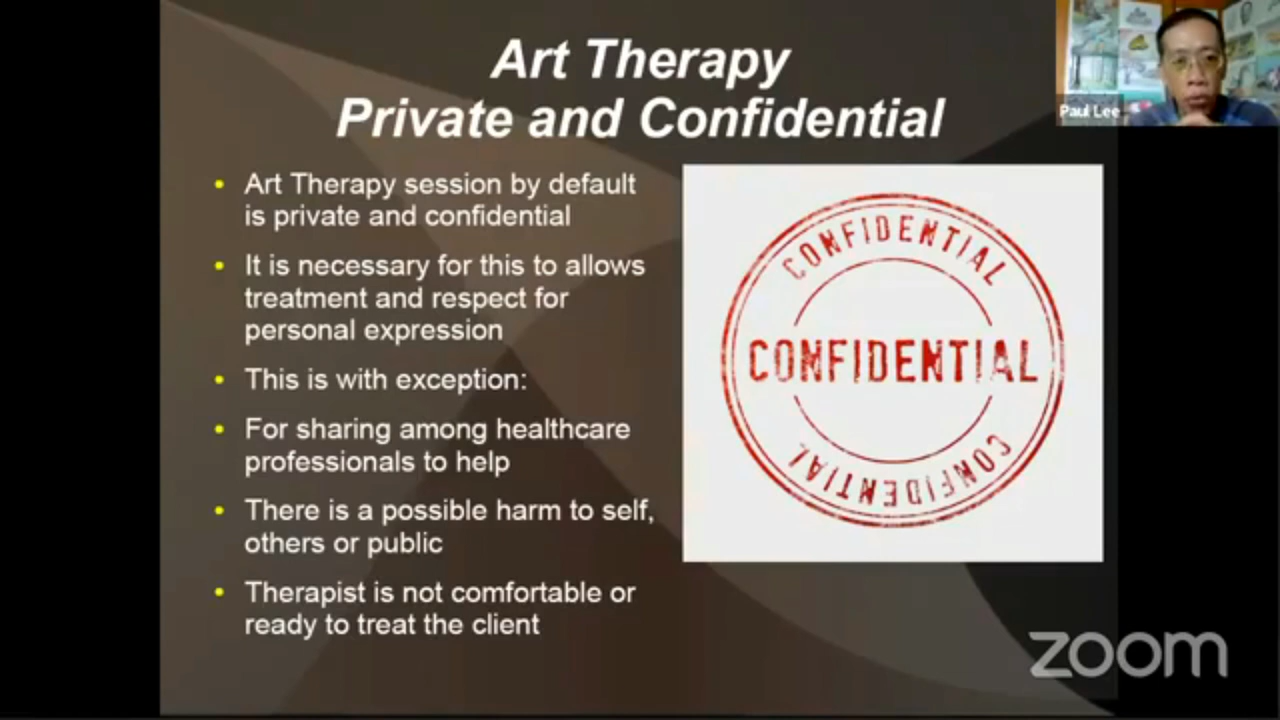 Art Therapy
Private and Confidential
Paul Lee
• Art Therapy session by default
is private and confidential
• It is necessary for this to allows
treatment and respect for
personal expression
• This is with exception:
• For sharing among healthcare
professionals to help
• There is a possible harm to self,
others or public
• Therapist is not comfortable or
ready to treat the client
CONFIDENTIAL
CONFIDENTIAL
CONFIDENTIAL
zoom